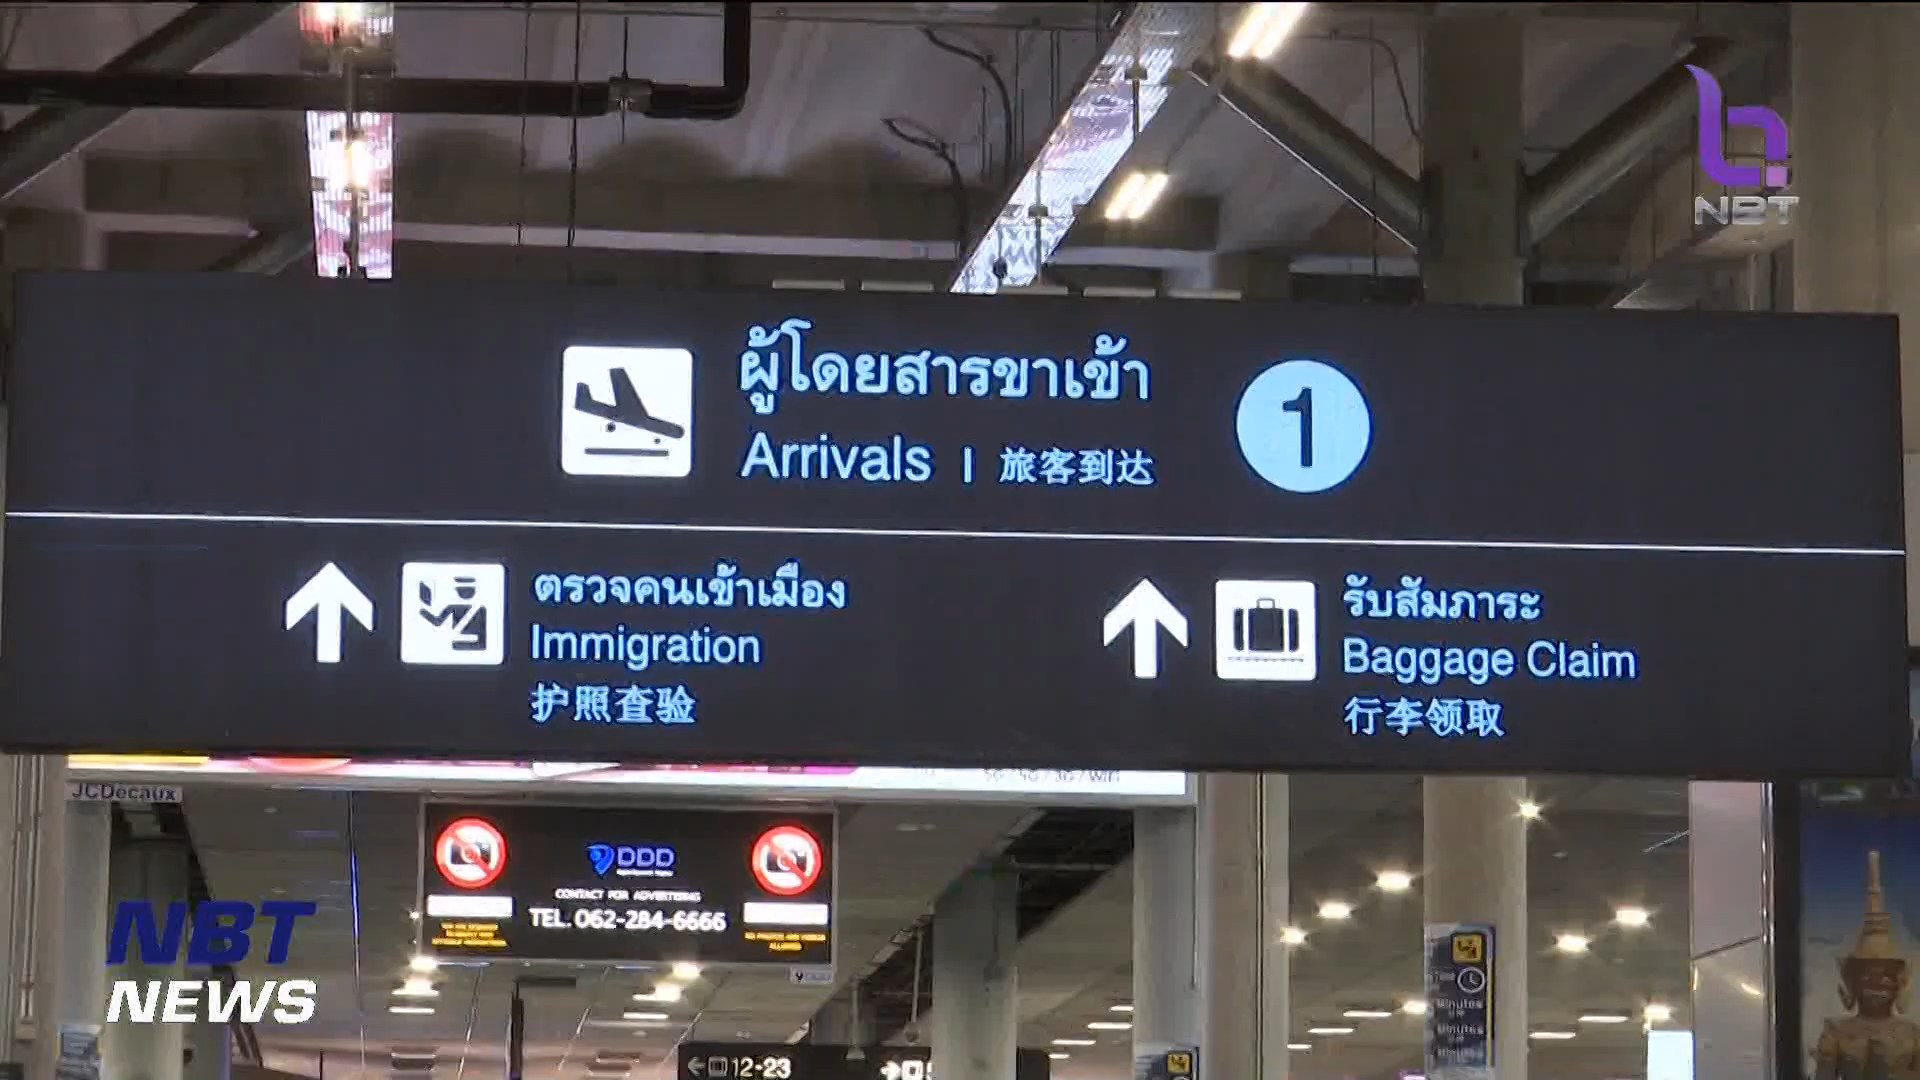 NBT
ผู้โดยสารขาเข้า
Arrivals | 旅客到达
1
ตรวจคนเข้าเมือง
Immigration
护照查验
รับสัมภาระ
Baggage Claim
行李领取
JCDecaux
DDD
CONTACT FOR ADVERTISING
TEL. 062-284-6666
NBT
NEWS
Minutes
Minutes
Minutes
12-23